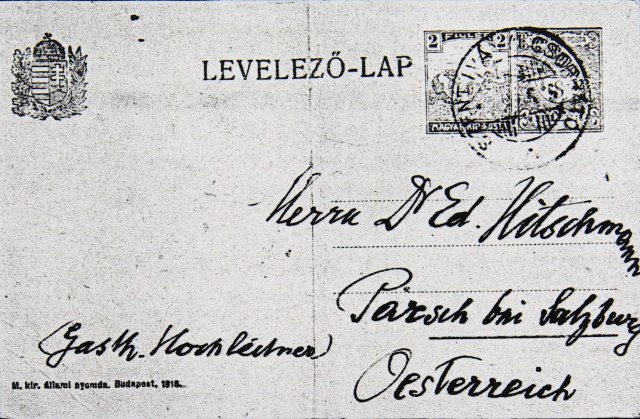 LEVELEZŐ-LAP
2 FILLÉR 2
MAGYAR KIR. POSTA
Herrn Dr Ed. Hitschmann
Parsch bei Salzburg
(Gasth. Hochleitner)
Oesterreich
M. kir. állami nyomda. Budapest, 1918.